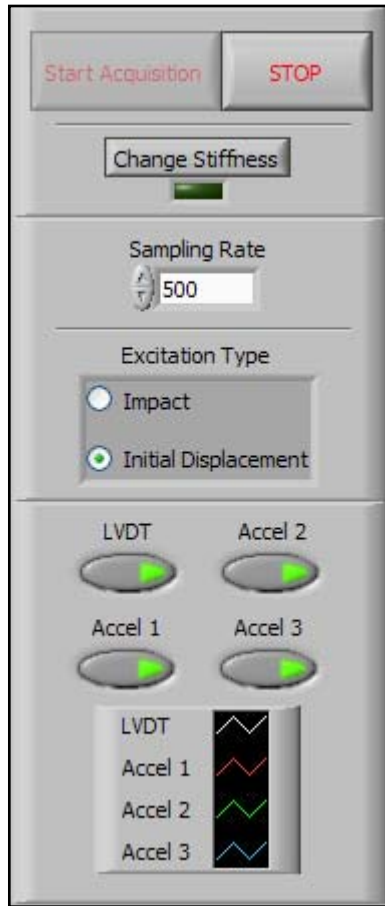 Start Acquisition STOP
Change Stiffness
Sampling Rate
500
Excitation Type
Impact
Initial Displacement
LVDT Accel 2
Accel 1 Accel 3
LVDT
Accel 1
Accel 2
Accel 3